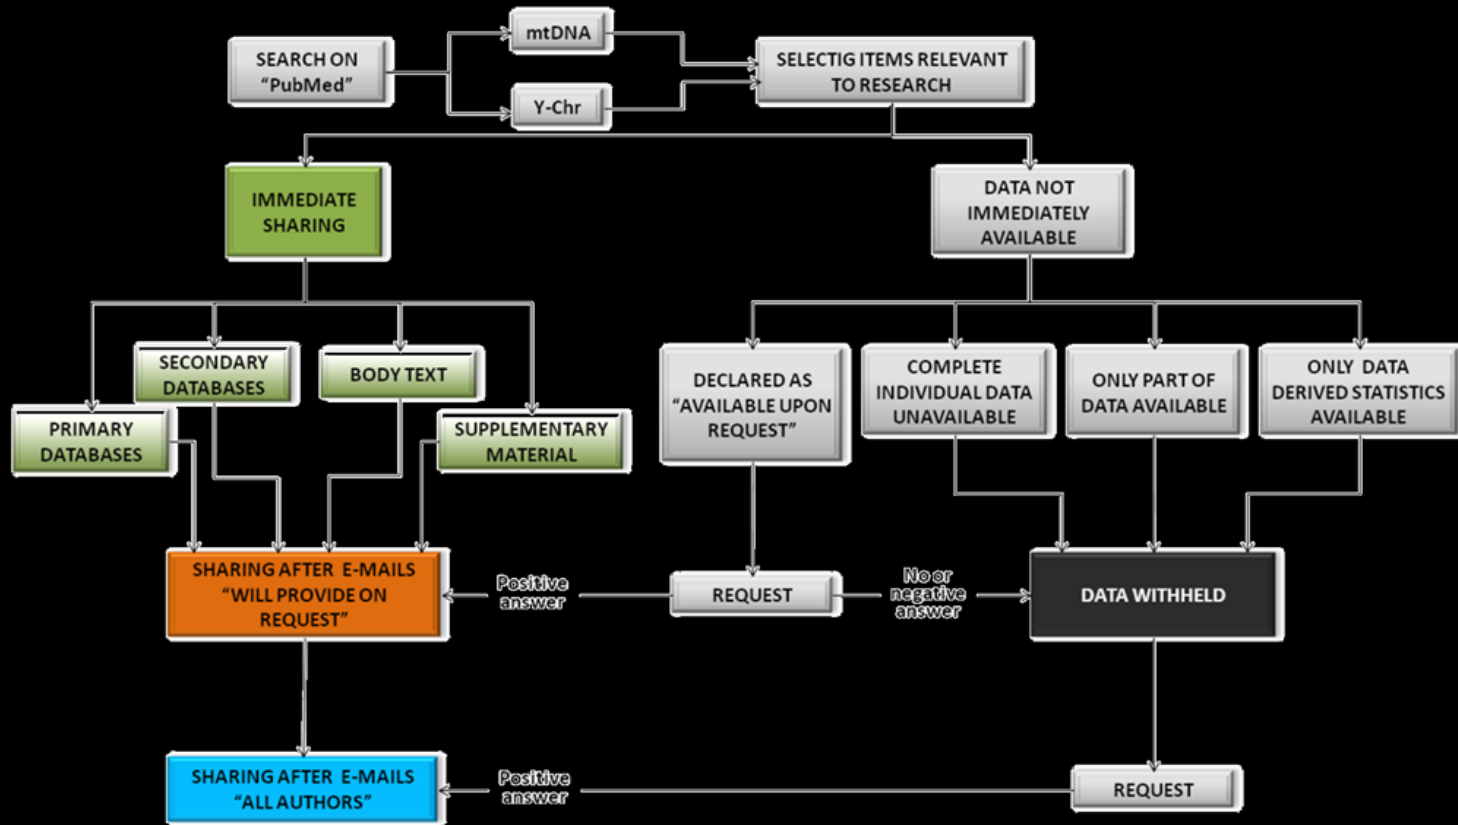 SEARCH ON
“PubMed”
mtDNA
Y-Chr
SELECTIG ITEMS RELEVANT
TO RESEARCH
IMMEDIATE
SHARING
DATA NOT
IMMEDIATELY
AVAILABLE
PRIMARY
DATABASES
SECONDARY
DATABASES
BODY TEXT
SUPPLEMENTARY
MATERIAL
DECLARED AS
“AVAILABLE UPON
REQUEST”
COMPLETE
INDIVIDUAL DATA
UNAVAILABLE
ONLY PART OF
DATA AVAILABLE
ONLY DATA
DERIVED STATISTICS
AVAILABLE
SHARING AFTER E-MAILS
“WILL PROVIDE ON
REQUEST”
Positive
answer
REQUEST
No or
negative
answer
DATA WITHHELD
SHARING AFTER E-MAILS
“ALL AUTHORS”
Positive
answer
REQUEST